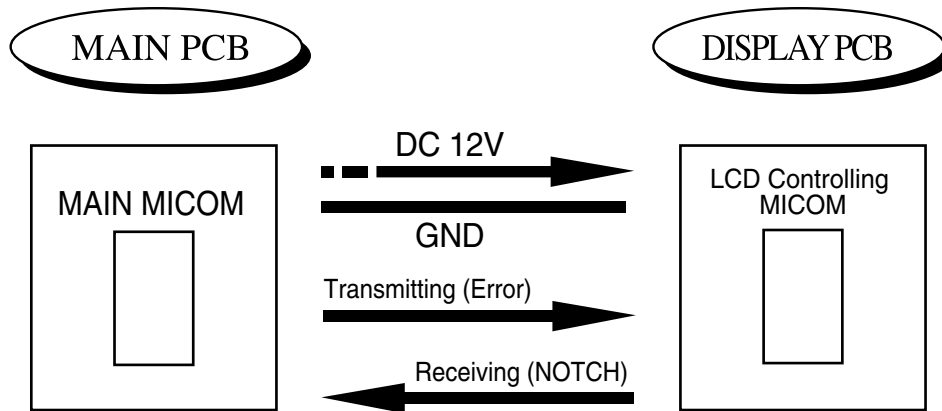 MAIN PCB
DISPLAY PCB
MAIN MICOM
DC 12V
GND
Transmitting (Error)
Receiving (NOTCH)
LCD Controlling
MICOM